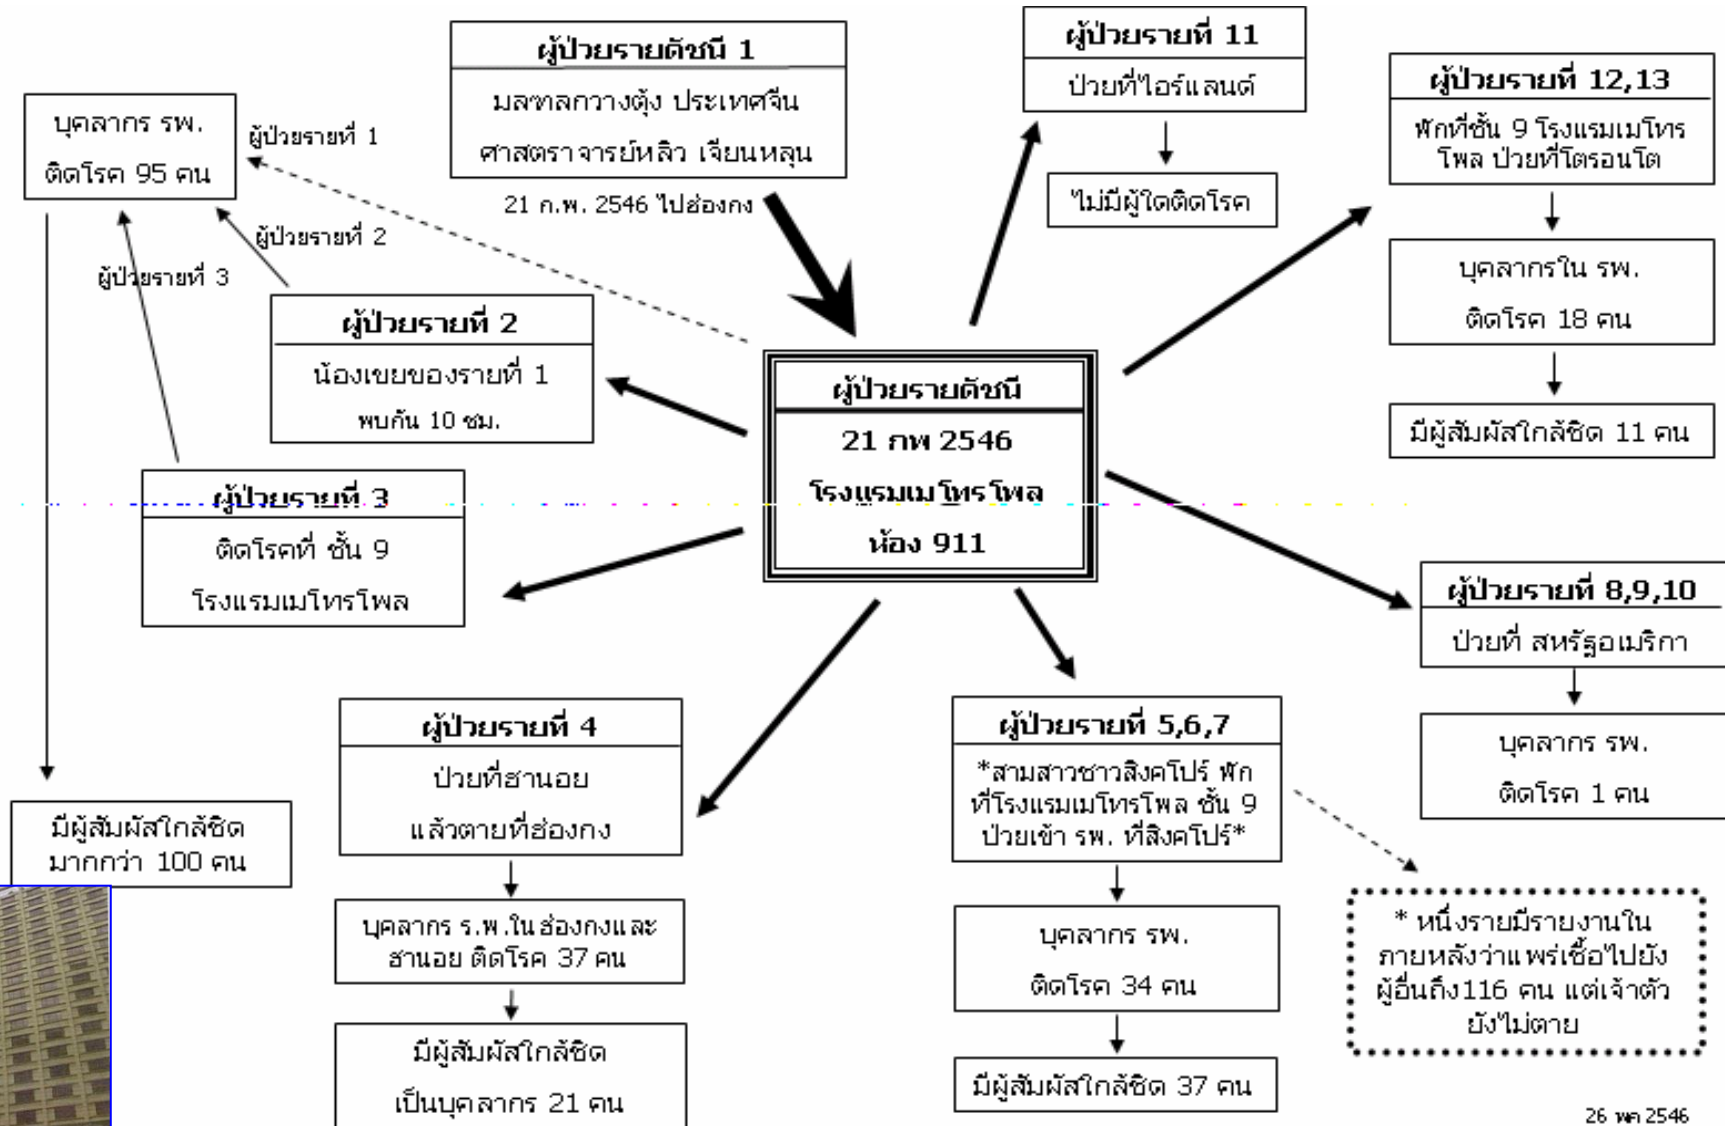 ผู้ป่วยรายดัชนี 1
มลฑลกวางตุ้ง ประเทศจีน
ศาสตราจารย์หลิว เจียนหลุน
21 ก.พ. 2546 ไปฮ่องกง
ผู้ป่วยรายที่ 11
ป่วยที่ไอร์แลนด์
ไม่มีผู้ใดติดโรค
ผู้ป่วยรายที่ 12,13
พักที่ชั้น 9 โรงแรมเมโทร
โพล ป่วยที่โตรอนโต
บุคลากรใน รพ.
ติดโรค 18 คน
มีผู้สัมผัสใกล้ชิด 11 คน
บุคลากร รพ.
ติดโรค 95 คน
ผู้ป่วยรายที่ 1
ผู้ป่วยรายที่ 2
ผู้ป่วยรายที่ 3
ผู้ป่วยรายที่ 2
น้องเขยของรายที่ 1
พบกัน 10 ชม.
ผู้ป่วยรายดัชนี
21 กพ 2546
โรงแรมเมโทรโพล
ห้อง 911
ผู้ป่วยรายที่ 3
ติดโรคที่ ชั้น 9
โรงแรมเมโทรโพล
ผู้ป่วยรายที่ 8,9,10
ป่วยที่ สหรัฐอเมริกา
บุคลากร รพ.
ติดโรค 1 คน
มีผู้สัมผัสใกล้ชิด
มากกว่า 100 คน
ผู้ป่วยรายที่ 4
ป่วยที่ฮานอย
แล้วตายที่ฮ่องกง
บุคลากร ร.พ.ในฮ่องกงและ
ฮานอย ติดโรค 37 คน
มีผู้สัมผัสใกล้ชิด
เป็นบุคลากร 21 คน
ผู้ป่วยรายที่ 5,6,7
*สามสาวชาวสิงคโปร์ พัก
ที่โรงแรมเมโทรโพล ชั้น 9
ป่วยเข้า รพ. ที่สิงคโปร์*
บุคลากร รพ.
ติดโรค 34 คน
มีผู้สัมผัสใกล้ชิด 37 คน
* หนึ่งรายมีรายงานใน
ภายหลังว่าแพร่เชื้อไปยัง
ผู้อื่นถึง116 คน แต่เจ้าตัว
ยังไม่ตาย
26 พค 2546